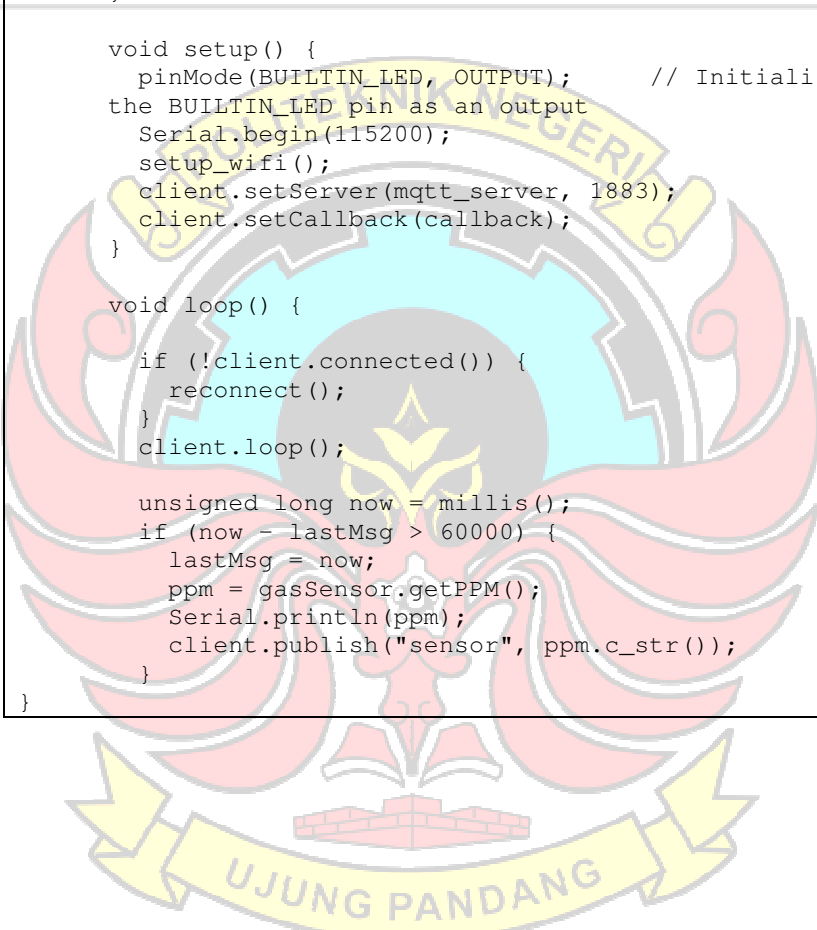 void setup() {
pinMode(BUILTIN_LED, OUTPUT); // Initiali
the BUILTIN_LED pin as an output
Serial.begin(115200);
setup_wifi();
client.setServer(mqtt_server, 1883);
client.setCallback(callback);
}
void loop() {
if (!client.connected()) {
reconnect();
}
client.loop();
unsigned long now = millis();
if (now - lastMsg > 60000) {
lastMsg = now;
ppm = gasSensor.getPPM();
Serial.println(ppm);
client.publish("sensor", ppm.c_str());
}
}
POLITEKNIK NEGERI
UJUNG PANDANG